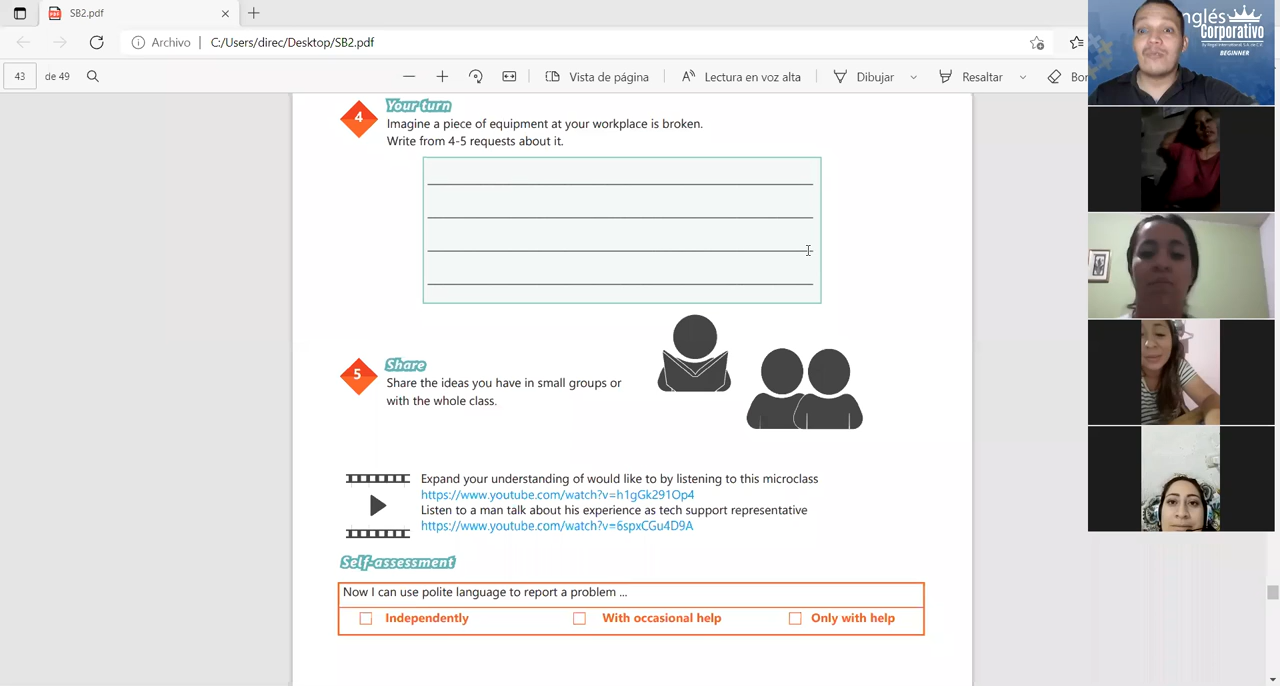 SB2.pdf
Archivo | C:/Users/direc/Desktop/SB2.pdf
43 de 49
Vista de página
Lectura en voz alta
Dibujar
Resaltar
Bor
4
Your turn
Imagine a piece of equipment at your workplace is broken.
Write from 4-5 requests about it.
5
Share
Share the ideas you have in small groups or
with the whole class.
Expand your understanding of would like to by listening to this microclass
https://www.youtube.com/watch?v=h1gGk291Op4
Listen to a man talk about his experience as tech support representative
https://www.youtube.com/watch?v=6spxCGu4D9A
Self-assessment
Now I can use polite language to report a problem ...
Independently
With occasional help
Only with help
nglés
Corporativo
BEGINNER